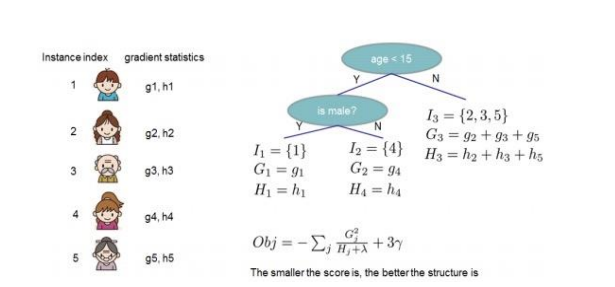 Instance index gradient statistics
1 g1, h1
2 g2, h2
3 g3, h3
4 g4, h4
5 g5, h5
age < 15
Y N
is male?
Y N
I₁ = {1}
G₁ = g₁
H₁ = h₁
I₂ = {4}
G₂ = g₄
H₄ = h₄
I₃ = {2, 3, 5}
G₃ = g₂ + g₃ + g₅
H₃ = h₂ + h₃ + h₅
Obj = − ∑ⱼ Gⱼ² / (Hⱼ+λ) + 3γ
The smaller the score is, the better the structure is